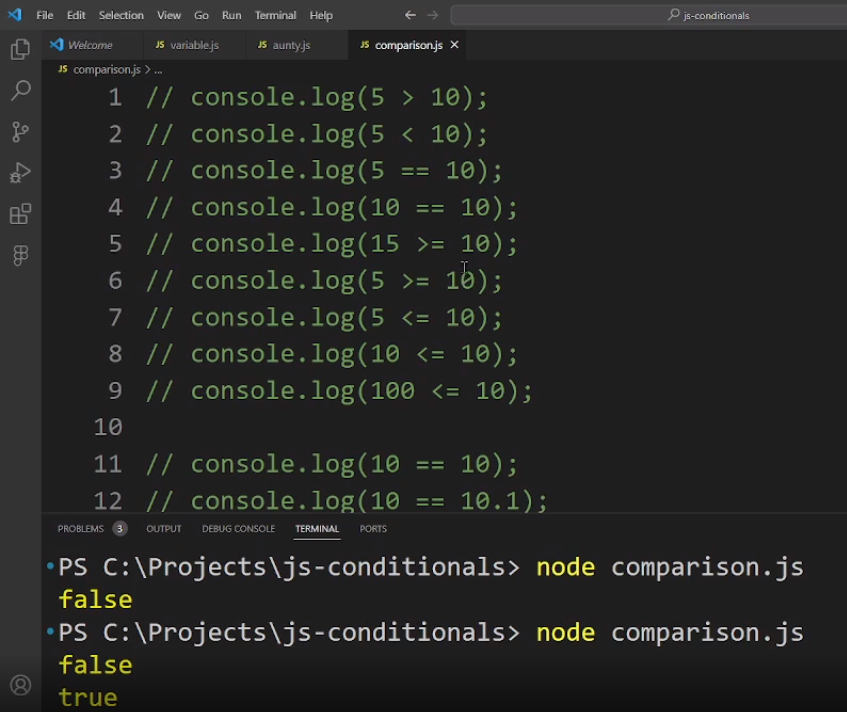 File Edit Selection View Go Run Terminal Help js-conditionals
Welcome JS variable.js JS aunty.js JS comparison.js
JS comparison.js > ...
1 // console.log(5 > 10);
2 // console.log(5 < 10);
3 // console.log(5 == 10);
4 // console.log(10 == 10);
5 // console.log(15 >= 10);
6 // console.log(5 >= 10);
7 // console.log(5 <= 10);
8 // console.log(10 <= 10);
9 // console.log(100 <= 10);
10
11 // console.log(10 == 10);
12 // console.log(10 == 10.1);
PROBLEMS 3 OUTPUT DEBUG CONSOLE TERMINAL PORTS
PS C:\Projects\js-conditionals> node comparison.js
false
PS C:\Projects\js-conditionals> node comparison.js
false
true